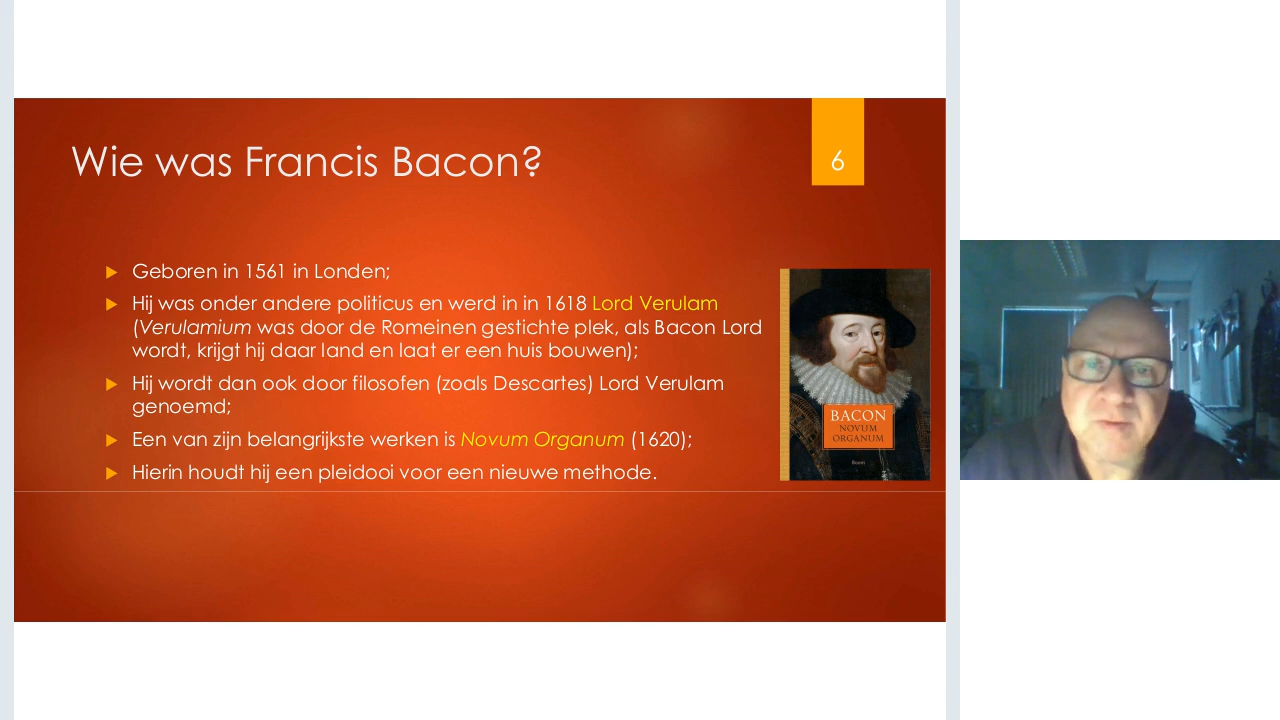 Wie was Francis Bacon?
6
Geboren in 1561 in Londen;
Hij was onder andere politicus en werd in in 1618 Lord Verulam
(Verulamium was door de Romeinen gestichte plek, als Bacon Lord
wordt, krijgt hij daar land en laat er een huis bouwen);
Hij wordt dan ook door filosofen (zoals Descartes) Lord Verulam
genoemd;
Een van zijn belangrijkste werken is Novum Organum (1620);
Hierin houdt hij een pleidooi voor een nieuwe methode.
BACON
NOVUM
ORGANUM
Boom